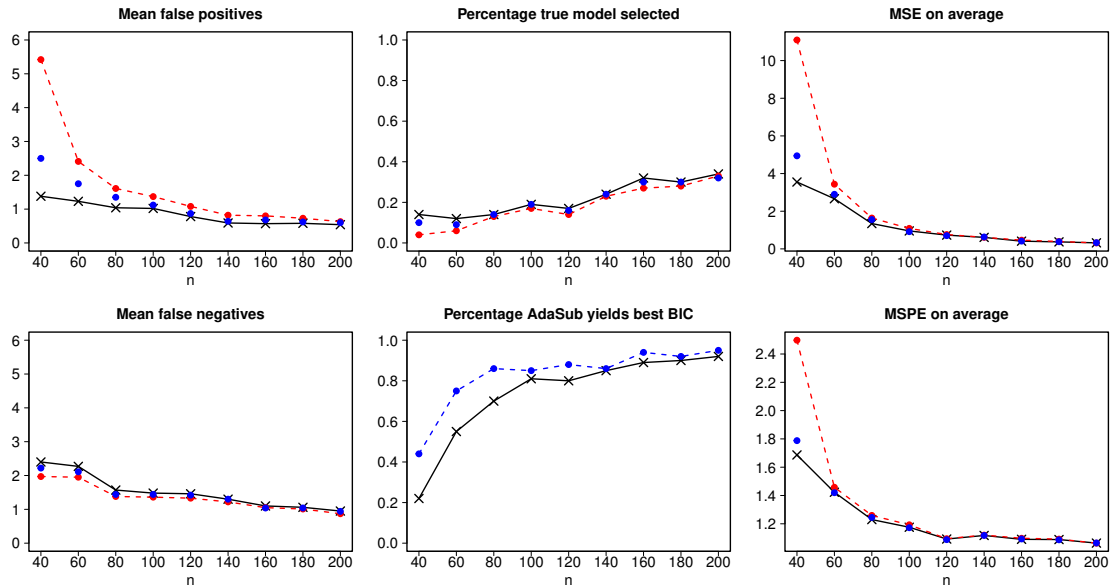 Mean false positives
6
5
4
3
2
1
0
40 60 80 100 120 140 160 180 200
n
Percentage true model selected
1.0
0.8
0.6
0.4
0.2
0.0
40 60 80 100 120 140 160 180 200
n
MSE on average
10
8
6
4
2
0
40 60 80 100 120 140 160 180 200
n
Mean false negatives
6
5
4
3
2
1
0
40 60 80 100 120 140 160 180 200
n
Percentage AdaSub yields best BIC
1.0
0.8
0.6
0.4
0.2
0.0
40 60 80 100 120 140 160 180 200
n
MSPE on average
2.4
2.2
2.0
1.8
1.6
1.4
1.2
40 60 80 100 120 140 160 180 200
n